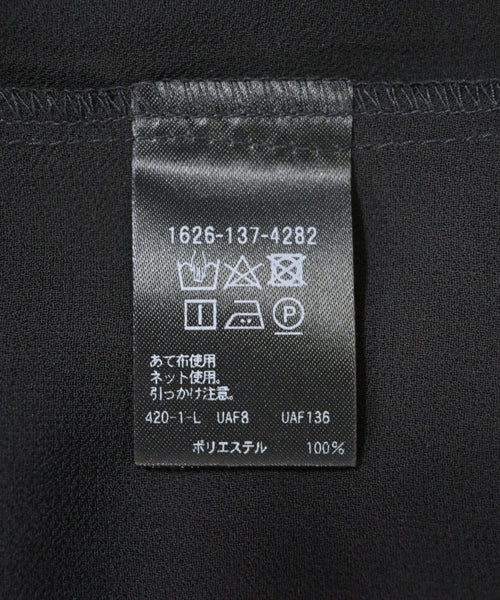 1626-137-4282
P
あて布使用
ネット使用。
引っかけ注意。
420-1-L UAF8 UAF136
ポリエステル 100%